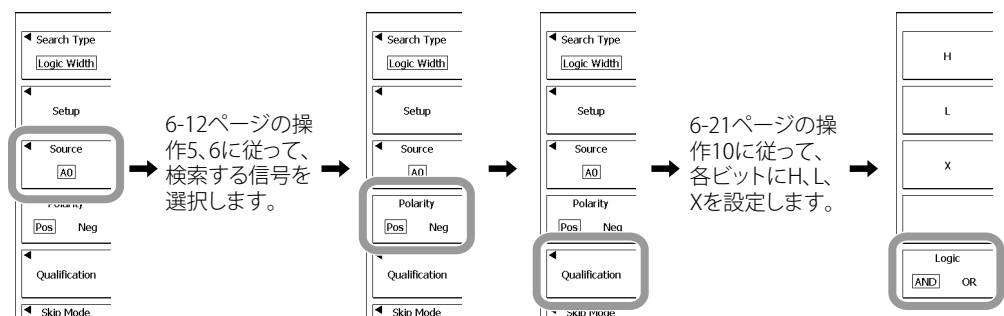 ◀ Search Type
Logic Width
◀
Setup
◀ Source
A0
Polarity
Pos Neg
◀
Qualification
◀ Skip Mode
➡
6-12ページの操
作5、6に従って、
検索する信号を
選択します。
➡
◀ Search Type
Logic Width
◀
Setup
◀ Source
A0
Polarity
Pos Neg
◀
Qualification
◀ Skip Mode
➡
◀ Search Type
Logic Width
◀
Setup
◀ Source
A0
Polarity
Pos Neg
◀
Qualification
◀ Skip Mode
➡
6-21ページの操
作10に従って、
各ビットにH、L、
Xを設定します。
➡
H
L
X
Logic
AND OR